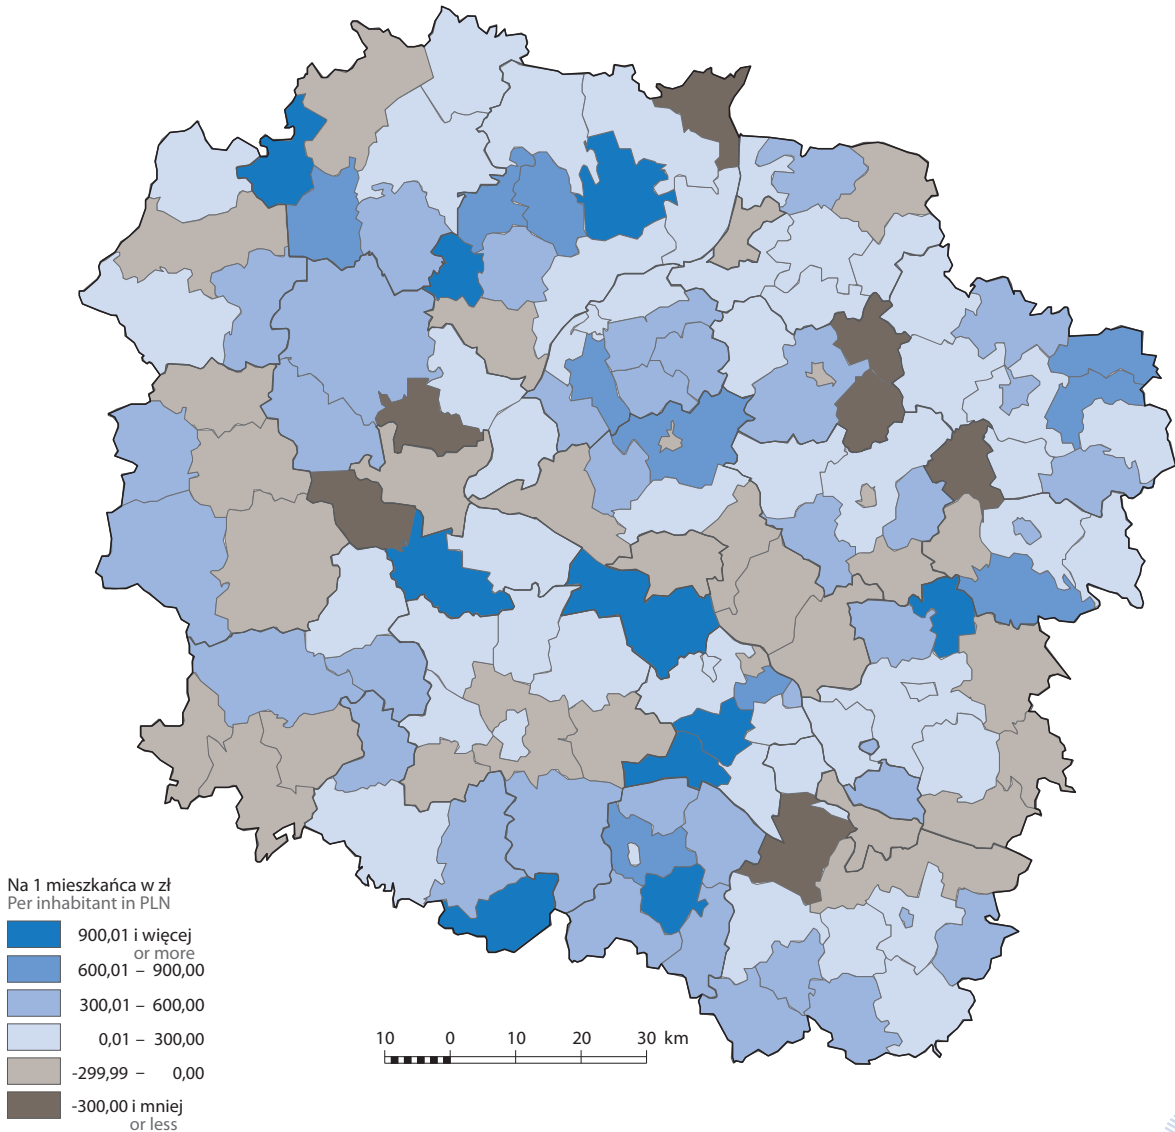 Na 1 mieszkańca w zł
Per inhabitant in PLN
900,01 i więcej
or more
600,01 – 900,00
300,01 – 600,00
0,01 – 300,00
-299,99 – 0,00
-300,00 i mniej
or less
10 0 10 20 30 km